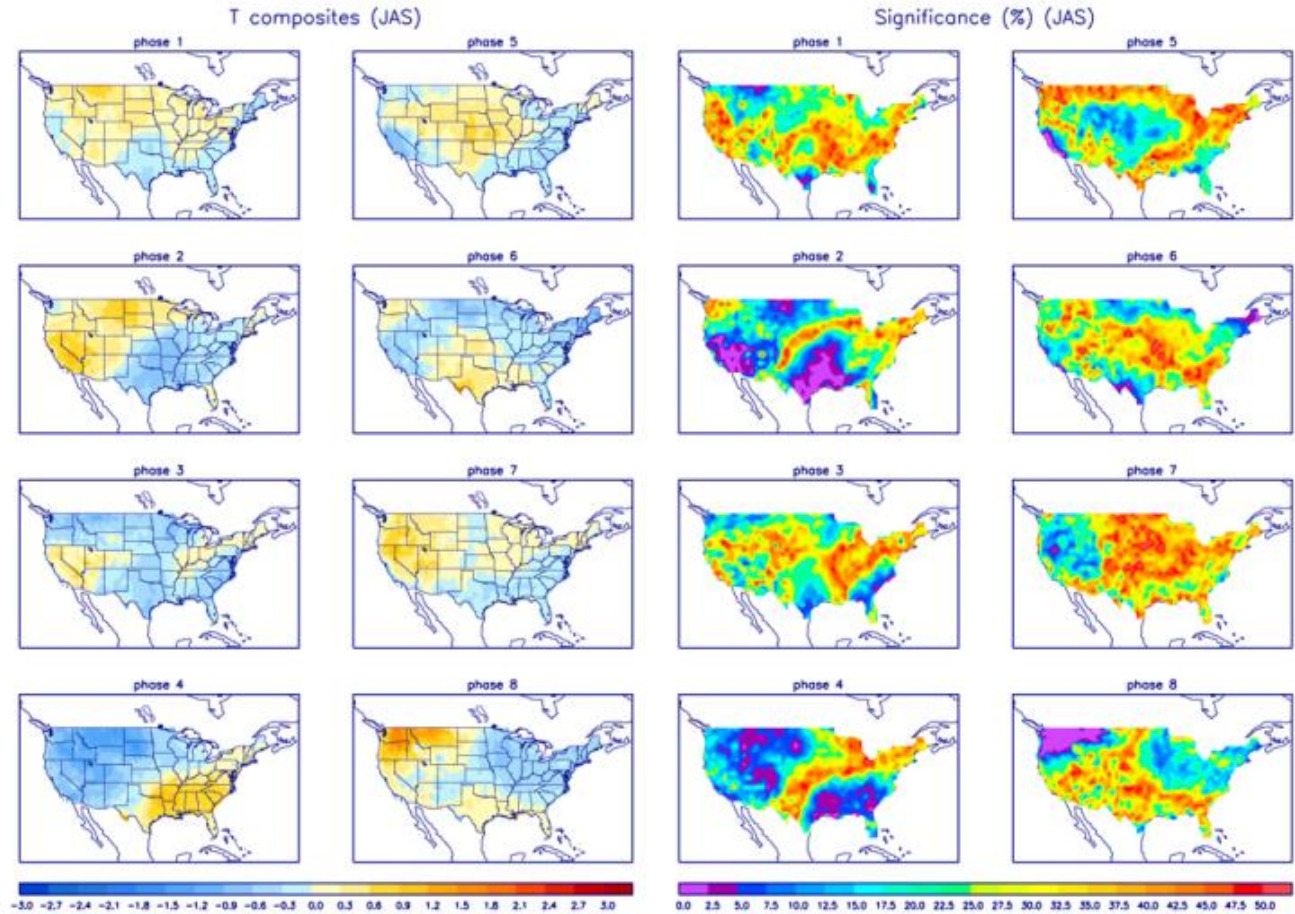 T composites (JAS)
Significance (%) (JAS)
phase 1
phase 5
phase 1
phase 5
phase 2
phase 6
phase 2
phase 6
phase 3
phase 7
phase 3
phase 7
phase 4
phase 8
phase 4
phase 8
-3.0 -2.7 -2.4 -2.1 -1.8 -1.5 -1.2 -0.9 -0.6 -0.3 0.0 0.3 0.6 0.9 1.2 1.5 1.8 2.1 2.4 2.7 3.0
0.0 2.5 5.0 7.5 10.0 12.5 15.0 17.5 20.0 22.5 25.0 27.5 30.0 32.5 35.0 37.5 40.0 42.5 45.0 47.5 50.0